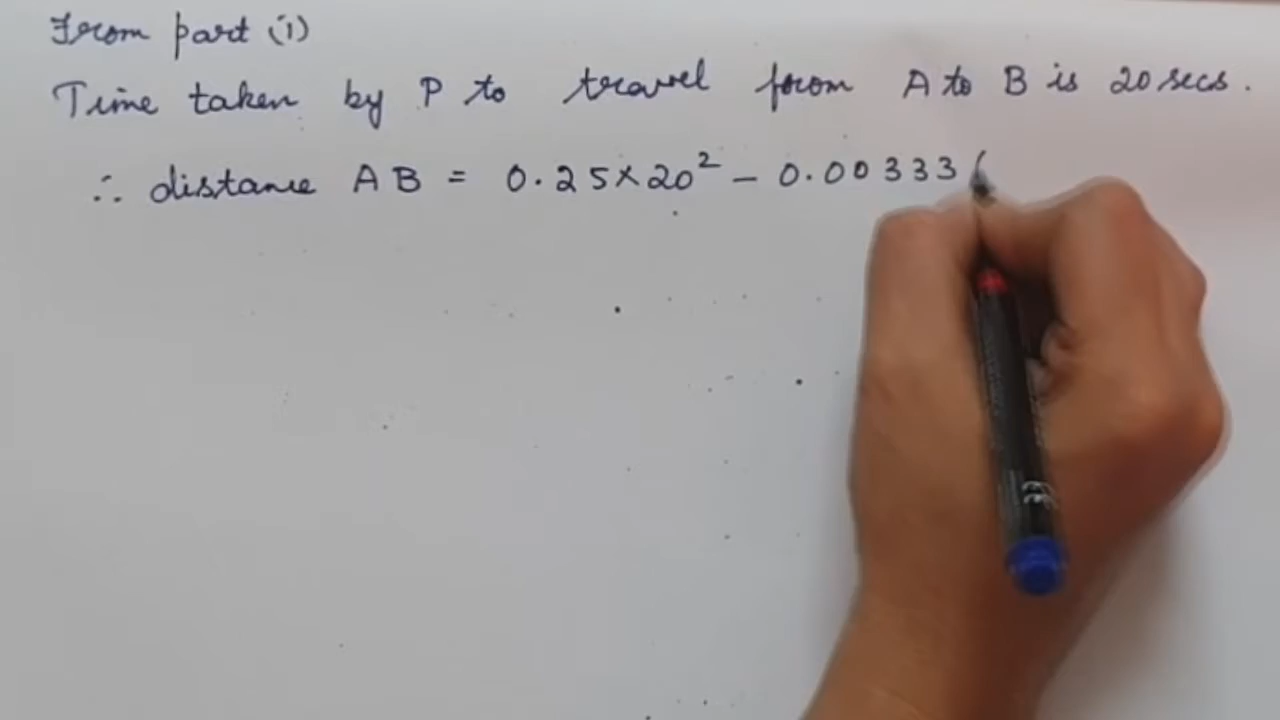 From part (i)
Time taken by P to travel from A to B is 20 secs.
∴ distance AB = 0.25×20² – 0.00333(